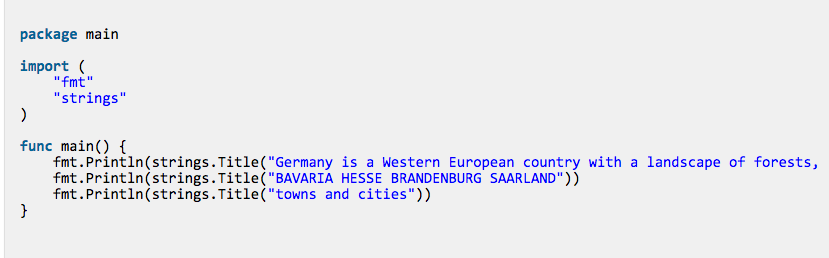 package main
import (
    "fmt"
    "strings"
)
func main() {
    fmt.Println(strings.Title("Germany is a Western European country with a landscape of forests,
    fmt.Println(strings.Title("BAVARIA HESSE BRANDENBURG SAARLAND"))
    fmt.Println(strings.Title("towns and cities"))
}